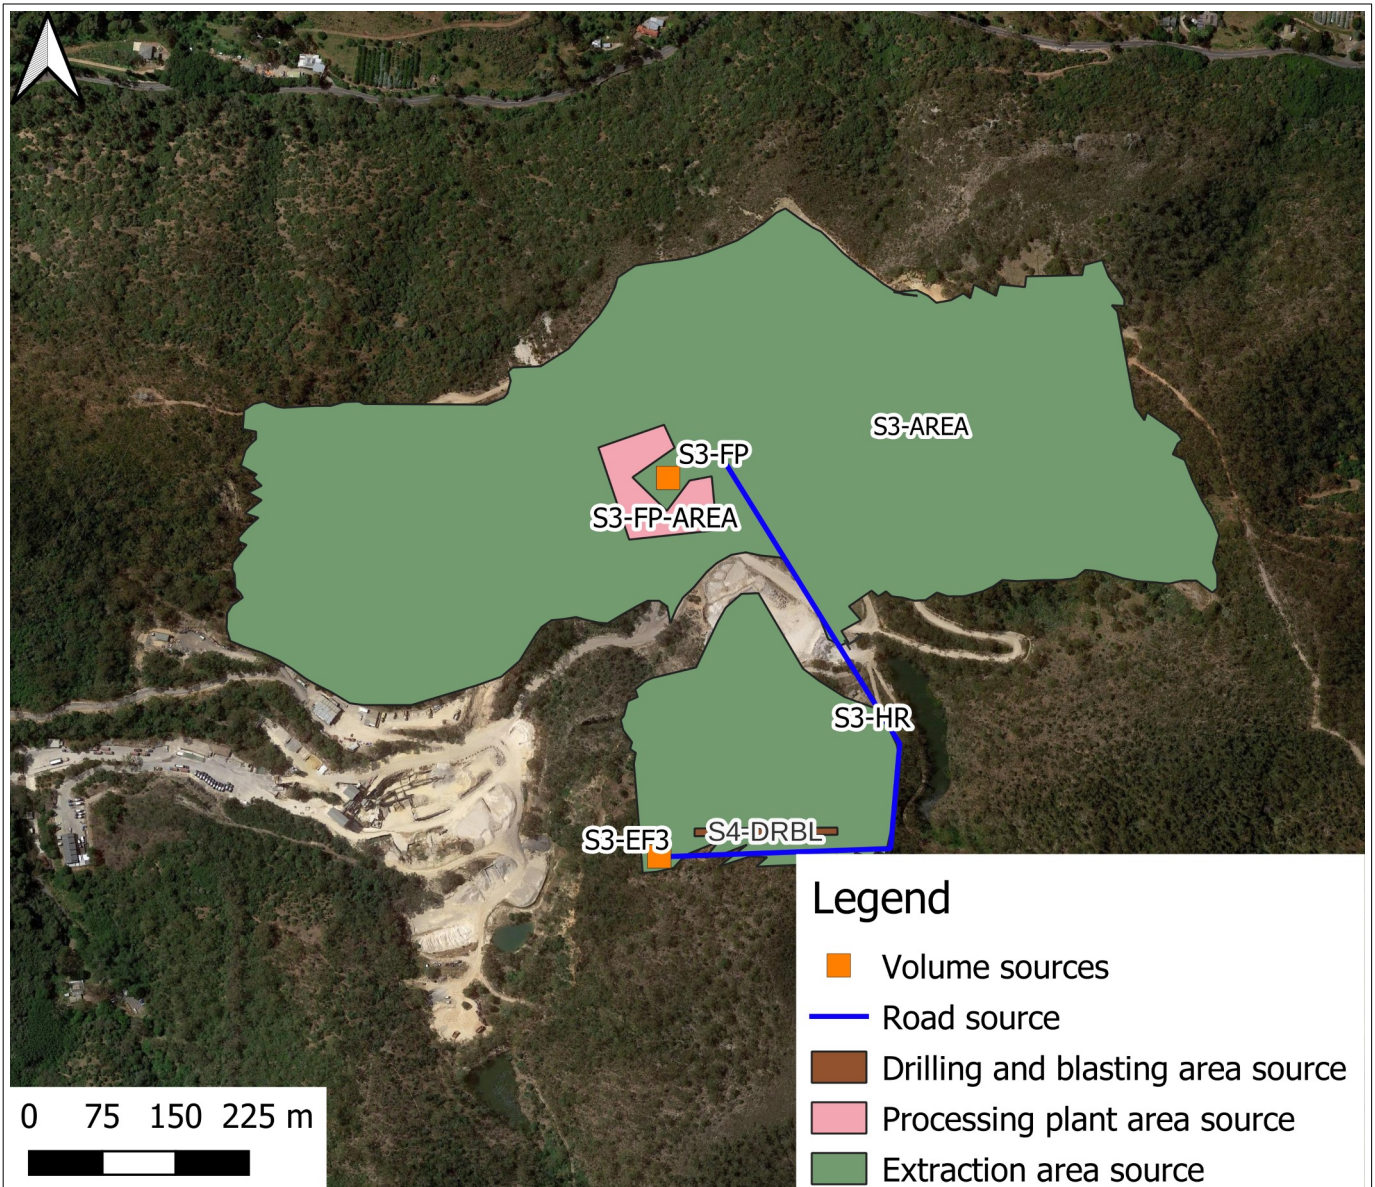 S3-AREA
S3-FP
S3-FP-AREA
S3-HR
S4-DRBL
S3-EF3
Legend
Volume sources
Road source
Drilling and blasting area source
Processing plant area source
Extraction area source
0 75 150 225 m